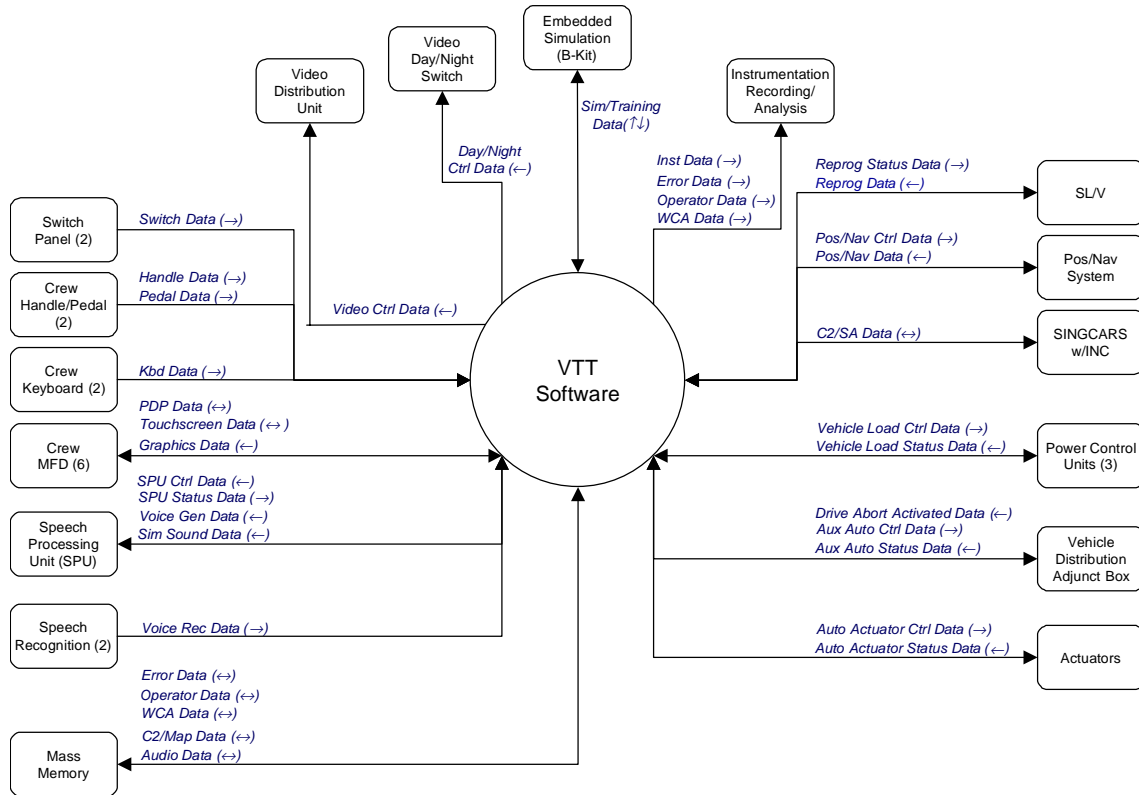 Embedded
Simulation
(B-Kit)
Video
Day/Night
Switch
Video
Distribution
Unit
Instrumentation
Recording/
Analysis
Sim/Training
Data(↑↓)
Day/Night
Ctrl Data (←)
Inst Data (→)
Error Data (→)
Operator Data (→)
WCA Data (→)
Reprog Status Data (→)
Reprog Data (←)
SL/V
Switch
Panel (2)
Switch Data (→)
Pos/Nav Ctrl Data (→)
Pos/Nav Data (←)
Pos/Nav
System
Crew
Handle/Pedal
(2)
Handle Data (→)
Pedal Data (→)
Video Ctrl Data (←)
C2/SA Data (↔)
SINGCARS
w/INC
Crew
Keyboard (2)
Kbd Data (→)
VTT
Software
PDP Data (↔)
Touchscreen Data (↔ )
Graphics Data (←)
Crew
MFD (6)
Vehicle Load Ctrl Data (→)
Vehicle Load Status Data (←)
Power Control
Units (3)
SPU Ctrl Data (←)
SPU Status Data (→)
Voice Gen Data (←)
Sim Sound Data (←)
Speech
Processing
Unit (SPU)
Drive Abort Activated Data (←)
Aux Auto Ctrl Data (→)
Aux Auto Status Data (←)
Vehicle
Distribution
Adjunct Box
Speech
Recognition (2)
Voice Rec Data (→)
Auto Actuator Ctrl Data (→)
Auto Actuator Status Data (←)
Actuators
Error Data (↔)
Operator Data (↔)
WCA Data (↔)
C2/Map Data (↔)
Audio Data (↔)
Mass
Memory